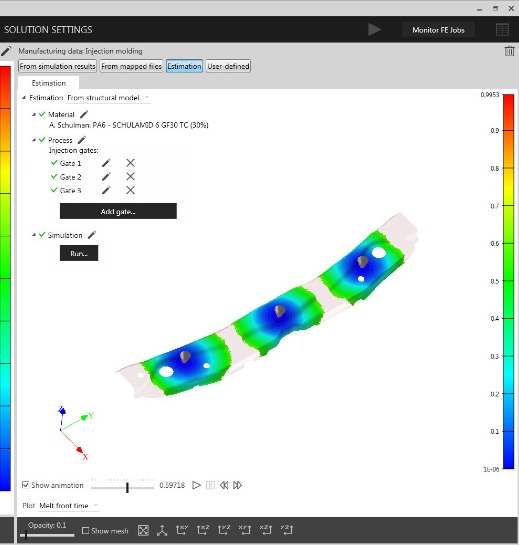 SOLUTION SETTINGS
Monitor FE Jobs
Manufacturing data: Injection molding
From simulation results
From mapped files
Estimation
User-defined
Estimation
Estimation From structural model
Material
A. Schulman: PA6 - SCHULAMID 6 GF30 TC (30%)
Process
Injection gates:
Gate 1
Gate 2
Gate 3
Add gate...
Simulation
Run...
0.9953
0.9
0.8
0.7
0.6
0.5
0.4
0.3
0.2
0.1
1E-06
Z
Y
X
Show animation 0.59718
Plot Melt front time
Opacity: 0.1
Show mesh